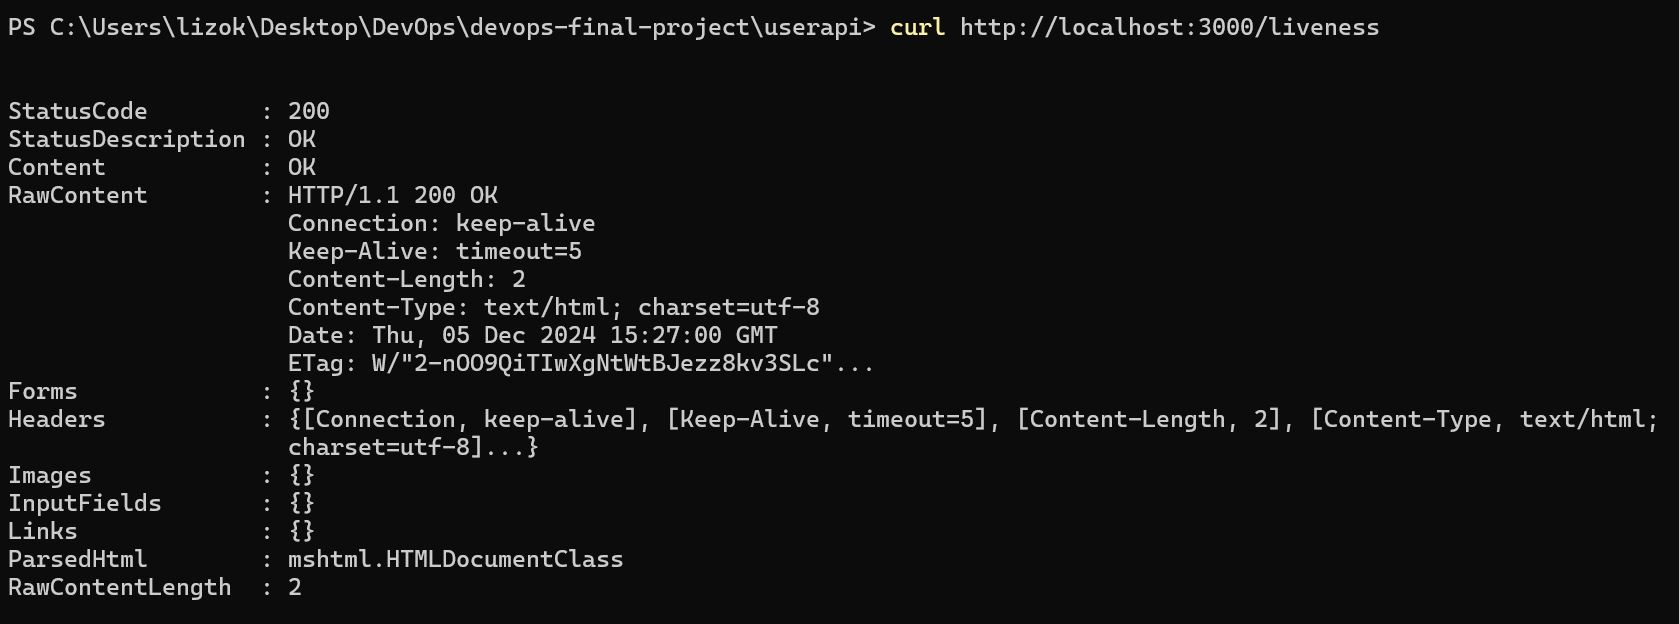 PS C:\Users\lizok\Desktop\DevOps\devops-final-project\userapi> curl http://localhost:3000/liveness
StatusCode        : 200
StatusDescription : OK
Content           : OK
RawContent        : HTTP/1.1 200 OK
                    Connection: keep-alive
                    Keep-Alive: timeout=5
                    Content-Length: 2
                    Content-Type: text/html; charset=utf-8
                    Date: Thu, 05 Dec 2024 15:27:00 GMT
                    ETag: W/"2-nOO9QiTIwXgNtWtBJezz8kv3SLc"...
Forms             : {}
Headers           : {[Connection, keep-alive], [Keep-Alive, timeout=5], [Content-Length, 2], [Content-Type, text/html;
                    charset=utf-8]...}
Images            : {}
InputFields       : {}
Links             : {}
ParsedHtml        : mshtml.HTMLDocumentClass
RawContentLength  : 2